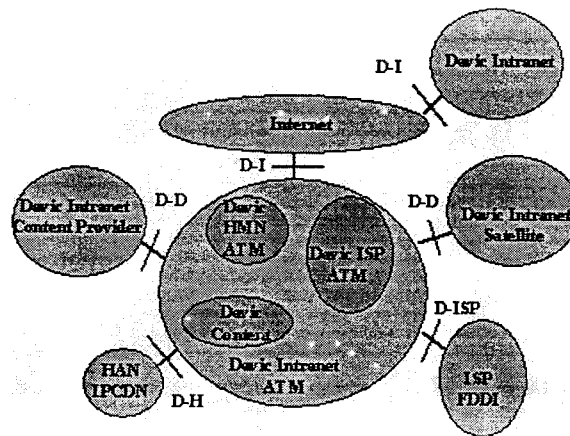 Davic Intranet
D-I
Internet
D-I
Davic Intranet
Content Provider
D-D
Davic
HMN
ATM
Davic ISP
ATM
D-D
Davic Intranet
Satellite
Davic
Content
D-ISP
Davic Intranet
ATM
HAN
IPCDN
D-H
ISP
FDDI